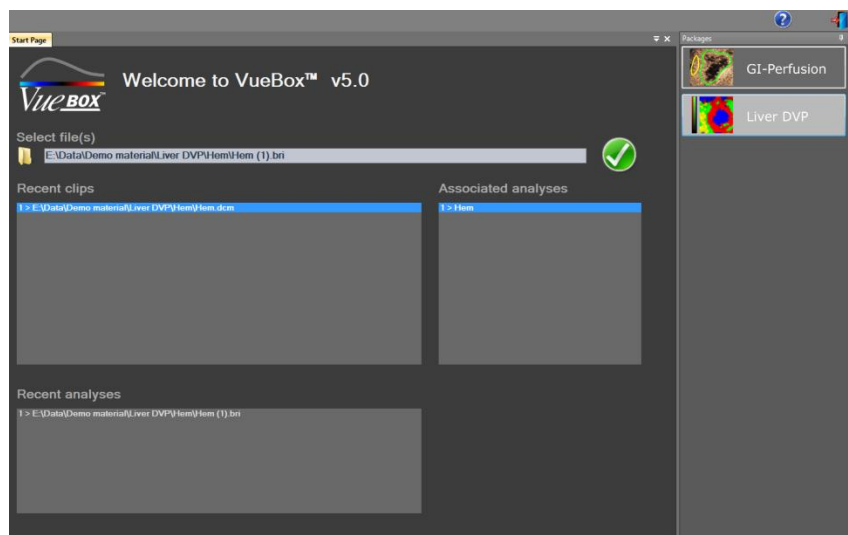 Start Page
Packages
VUEBOX™
Welcome to VueBox™ v5.0
GI-Perfusion
Liver DVP
Select file(s)
E:\Data\Demo material\Liver DVP\Hem\Hem (1).bri
Recent clips
Associated analyses
1 > E:\Data\Demo material\Liver DVP\Hem\Hem.dcm
1 > Hem
Recent analyses
1 > E:\Data\Demo material\Liver DVP\Hem\Hem (1).bri